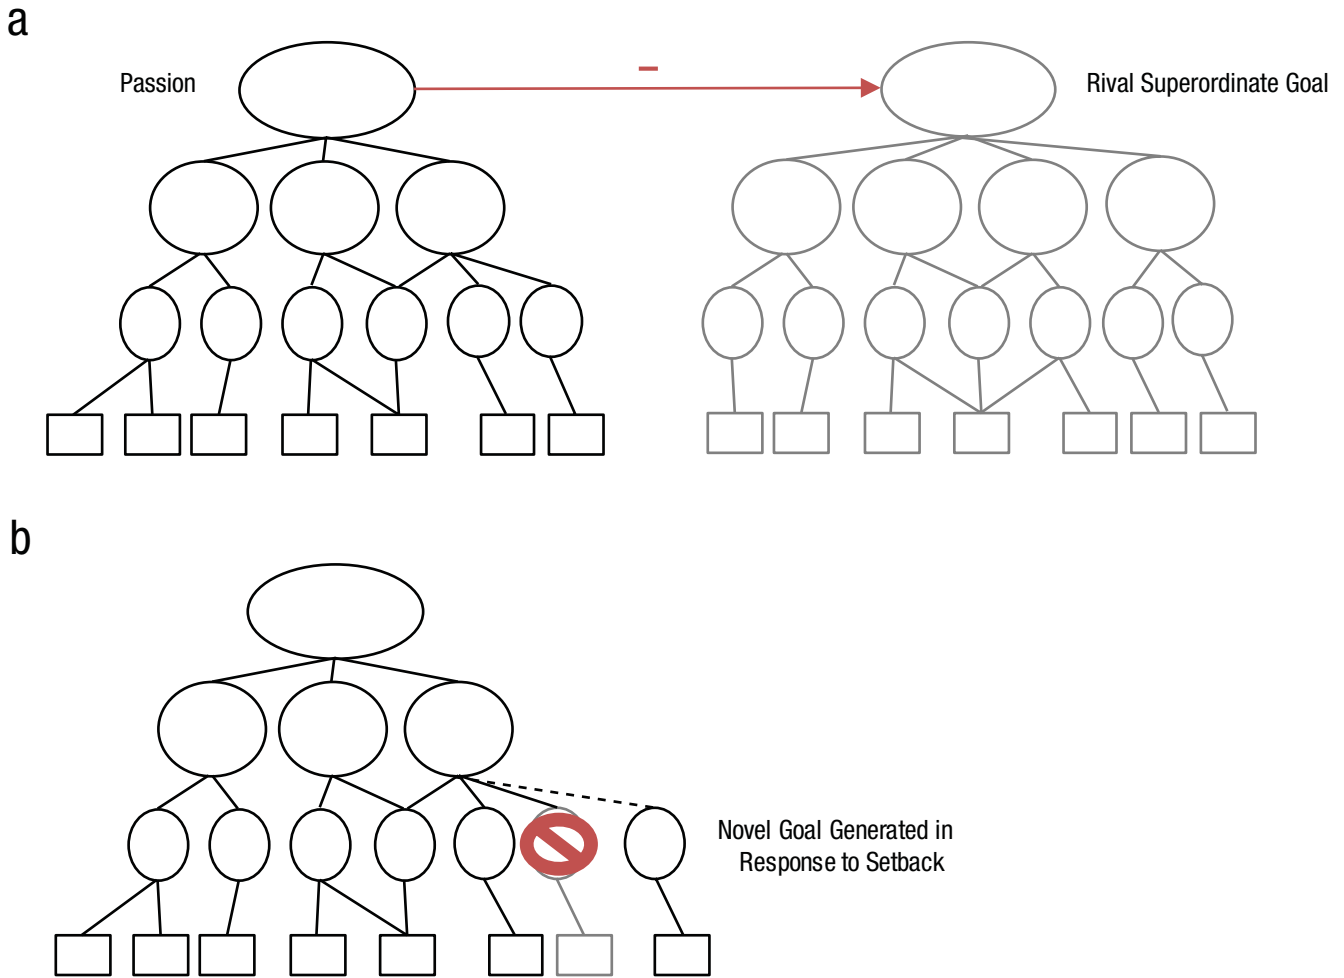 a
Passion
–
Rival Superordinate Goal
b
Novel Goal Generated in
Response to Setback